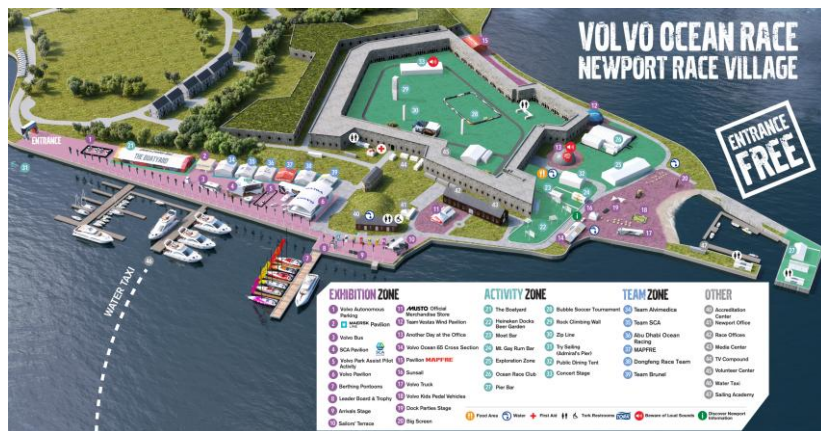 VOLVO OCEAN RACE
NEWPORT RACE VILLAGE
ENTRANCE
FREE
ENTRANCE
THE BOATYARD
WATER TAXI
EXHIBITION ZONE
1 Volvo Autonomous
Parking
2 MAERSK LINE Pavilion
3 Volvo Bus
4 SCA Pavilion
5 Volvo Park Assist Pilot
Activity
6 Volvo Pavilion
7 Berthing Pontoons
8 Leader Board & Trophy
9 Arrivals Stage
10 Sailors' Terrace
11 MUSTO Official
Merchandise Store
12 Team Vestas Wind Pavilion
13 Another Day at the Office
14 Volvo Ocean 65 Cross Section
15 Pavilion MAPFRE
16 Sunsail
17 Volvo Truck
18 Volvo Kids Pedal Vehicles
19 Dock Parties Stage
20 Big Screen
ACTIVITY ZONE
21 The Boatyard
22 Heineken Docks
Beer Garden
23 Meet Bar
24 Mt. Gay Rum Bar
25 Exploration Zone
26 Ocean Race Club
27 Pier Bar
28 Bubble Soccer Tournament
29 Rock Climbing Wall
30 Zip Line
31 Try Sailing
(Admiral's Pier)
32 Public Dining Tent
33 Concert Stage
TEAM ZONE
34 Team Alvimedica
35 Team SCA
36 Abu Dhabi Ocean
Racing
37 MAPFRE
38 Dongfeng Race Team
39 Team Brunel
OTHER
40 Accreditation
Center
41 Newport Office
42 Race Offices
43 Media Center
44 TV Compound
45 Volunteer Center
46 Water Taxi
47 Sailing Academy
Food Area
Water
First Aid
Tork Restrooms
TORK
Beware of Loud Sounds
Discover Newport
Information